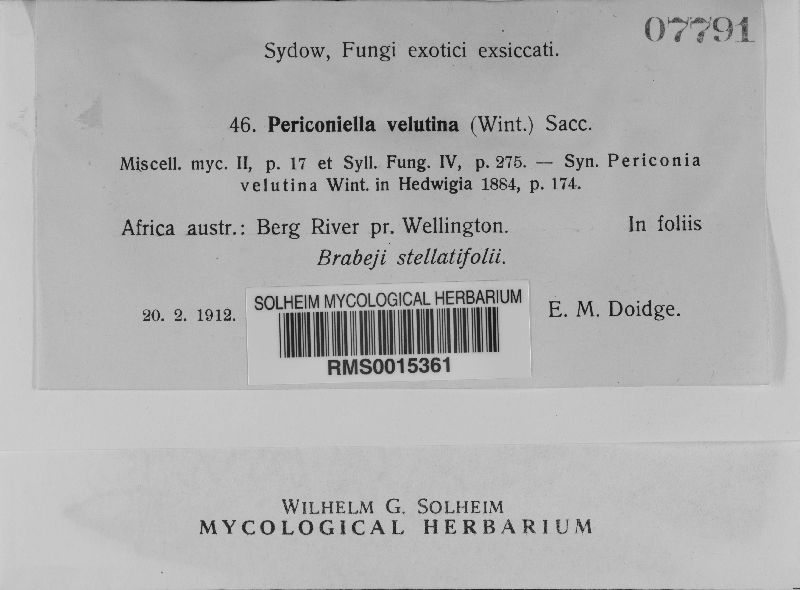 07791
Sydow, Fungi exotici exsiccati.
46. Periconiella velutina (Wint.) Sacc.
Miscell. myc. II, p. 17 et Syll. Fung. IV, p. 275. — Syn. Periconia
velutina Wint. in Hedwigia 1884, p. 174.
Africa austr.: Berg River pr. Wellington. In foliis
Brabeji stellatifolii.
20. 2. 1912. E. M. Doidge.
SOLHEIM MYCOLOGICAL HERBARIUM
RMS0015361
WILHELM G. SOLHEIM
MYCOLOGICAL HERBARIUM